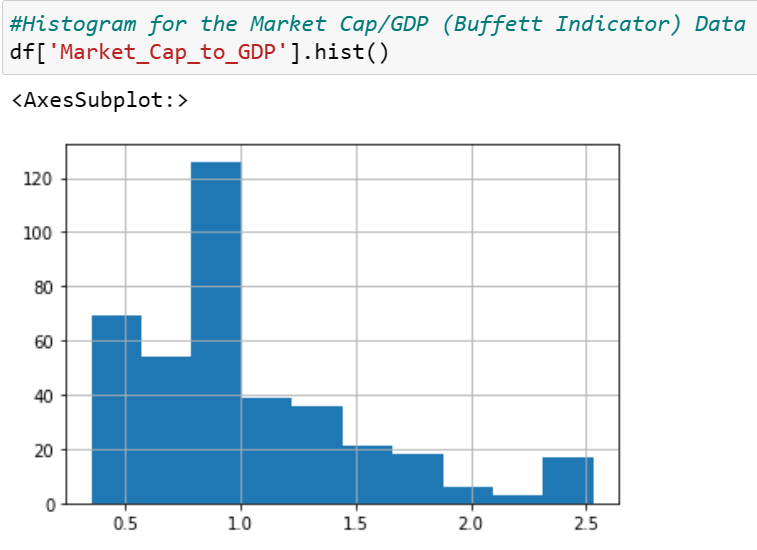 #Histogram for the Market Cap/GDP (Buffett Indicator) Data
df['Market_Cap_to_GDP'].hist()
<AxesSubplot:>
120
100
80
60
40
20
0
0.5 1.0 1.5 2.0 2.5